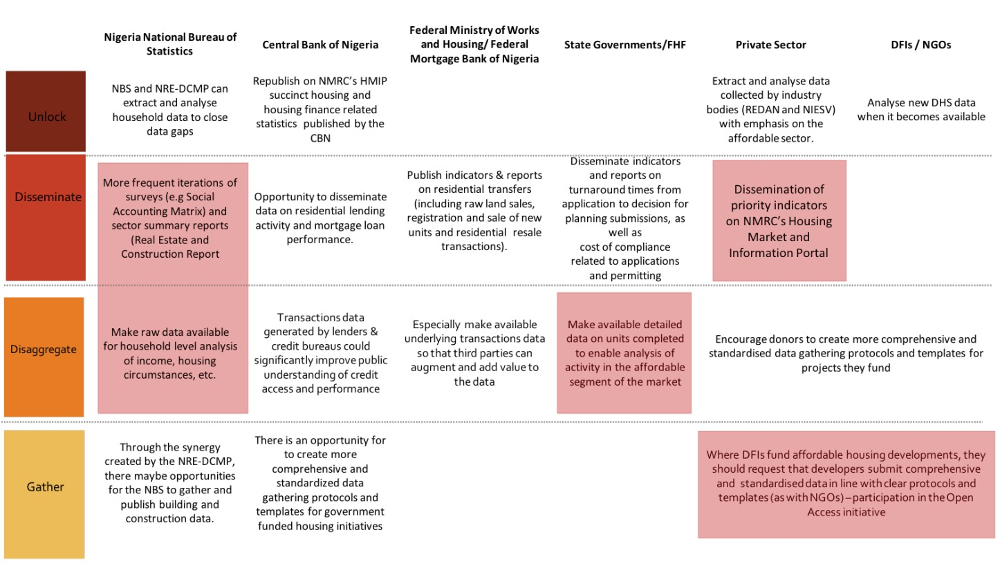 Nigeria National Bureau of
Statistics
Central Bank of Nigeria
Federal Ministry of Works
and Housing/ Federal
Mortgage Bank of Nigeria
State Governments/FHF
Private Sector
DFIs / NGOs
Unlock
NBS and NRE-DCMP can
extract and analyse
household data to close
data gaps
Republish on NMRC's HMIP
succinct housing and
housing finance related
statistics published by the
CBN
Extract and analyse data
collected by industry
bodies (REDAN and NIESV)
with emphasis on the
affordable sector.
Analyse new DHS data
when it becomes available
Disseminate
More frequent iterations of
surveys (e.g Social
Accounting Matrix) and
sector summary reports
(Real Estate and
Construction Report
Opportunity to disseminate
data on residential lending
activity and mortgage loan
performance.
Publish indicators & reports
on residential transfers
(including raw land sales,
registration and sale of new
units and residential resale
transactions).
Disseminate indicators
and reports on
turnaround times from
application to decision for
planning submissions, as
well as
cost of compliance
related to applications
and permitting
Dissemination of
priority indicators
on NMRC's Housing
Market and
Information Portal
Disaggregate
Make raw data available
for household level analysis
of income, housing
circumstances, etc.
Transactions data
generated by lenders &
credit bureaus could
significantly improve public
understanding of credit
access and performance
Especially make available
underlying transactions data
so that third parties can
augment and add value to
the data
Make available detailed
data on units completed
to enable analysis of
activity in the affordable
segment of the market
Encourage donors to create more comprehensive and
standardised data gathering protocols and templates for
projects they fund
Gather
Through the synergy
created by the NRE-DCMP,
there maybe opportunities
for the NBS to gather and
publish building and
construction data.
There is an opportunity for
to create more
comprehensive and
standardized data
gathering protocols and
templates for government
funded housing initiatives
Where DFIs fund affordable housing developments, they
should request that developers submit comprehensive
and standardised data in line with clear protocols and
templates (as with NGOs) – participation in the Open
Access initiative